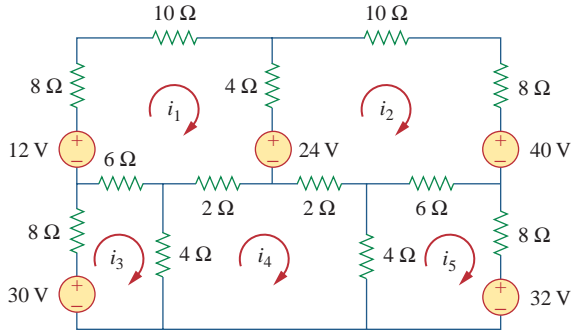 10 Ω 10 Ω
8 Ω 4 Ω 8 Ω
i1 i2
+ + +
12 V − 24 V − 40 V −
6 Ω
2 Ω 2 Ω 6 Ω
8 Ω 4 Ω 4 Ω 8 Ω
i3 i4 i5
+ +
30 V − 32 V −